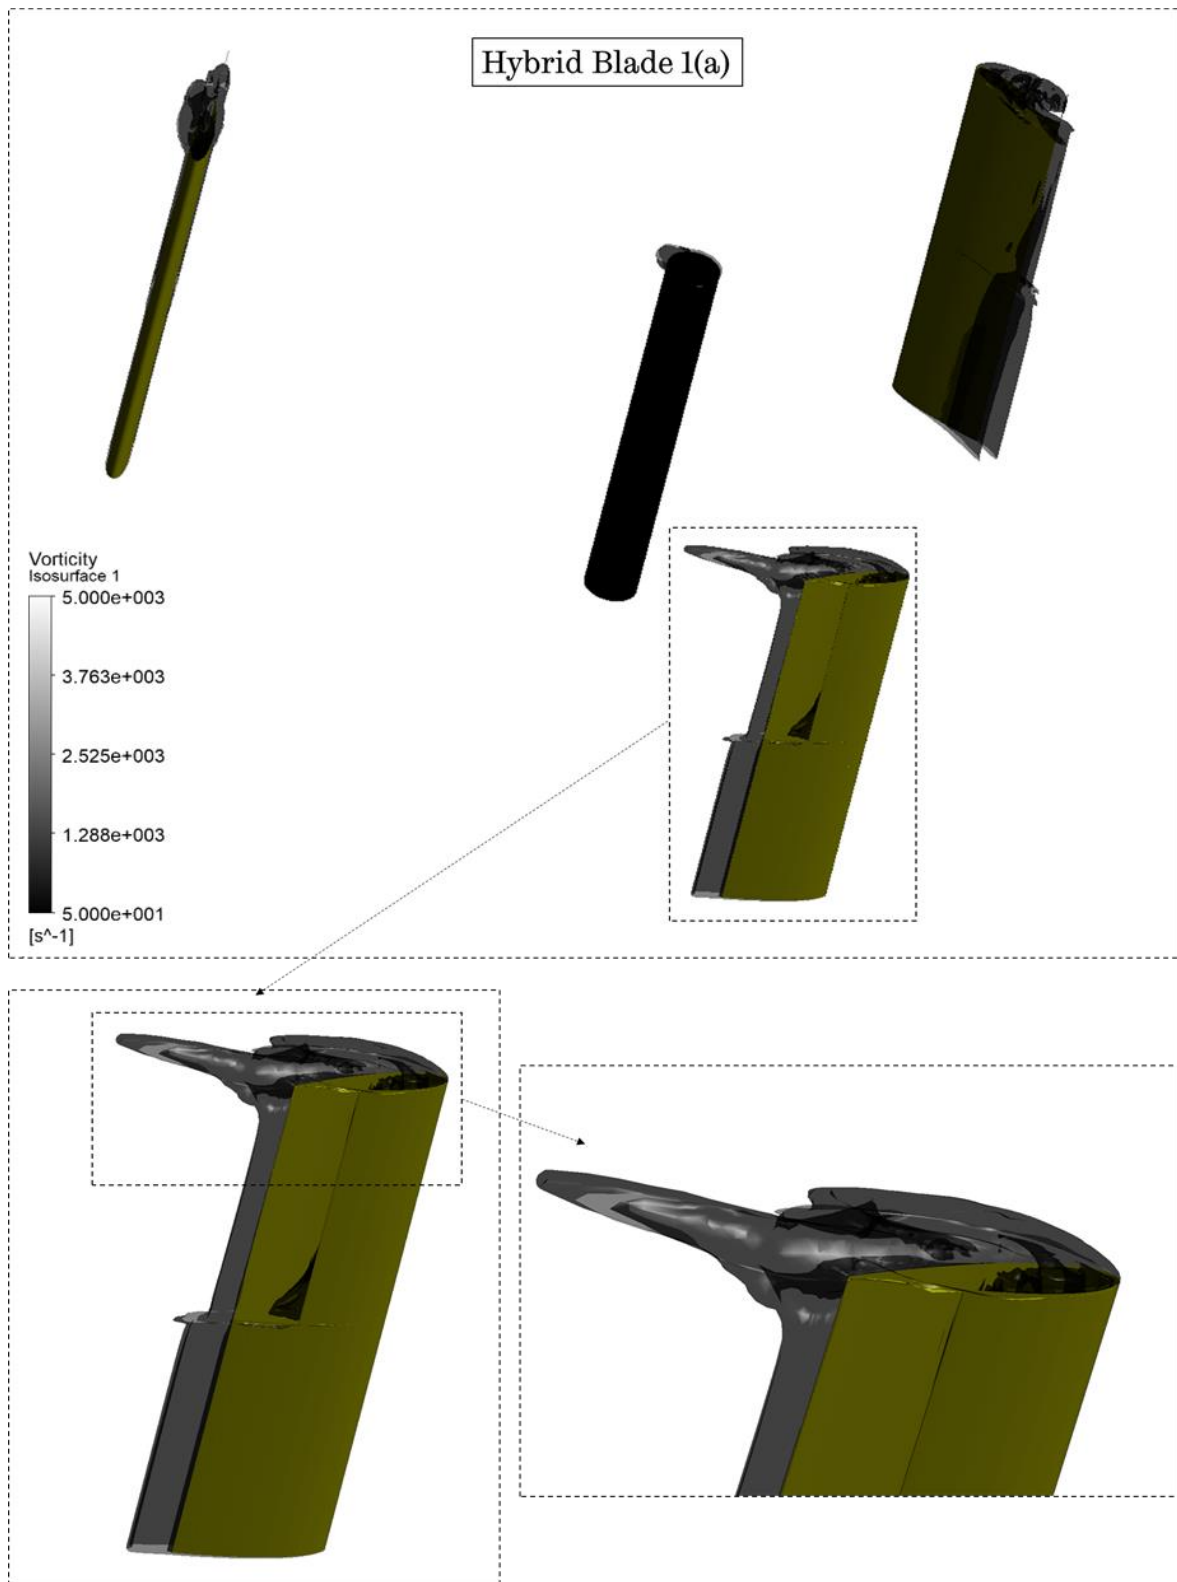 Hybrid Blade 1(a)
Vorticity
Isosurface 1
5.000e+003
3.763e+003
2.525e+003
1.288e+003
5.000e+001
[s^-1]